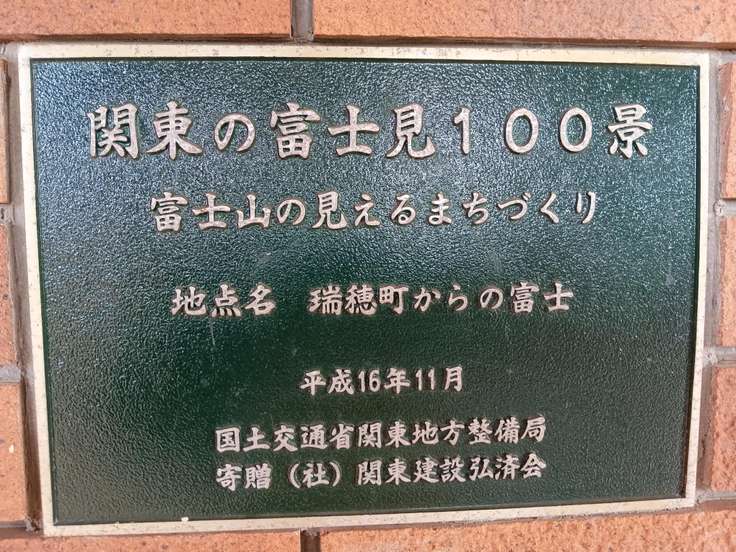 関東の富士見100景
富士山の見えるまちづくり
地点名　瑞穂町からの富士
平成16年11月
国土交通省関東地方整備局
寄贈（社）関東建設弘済会